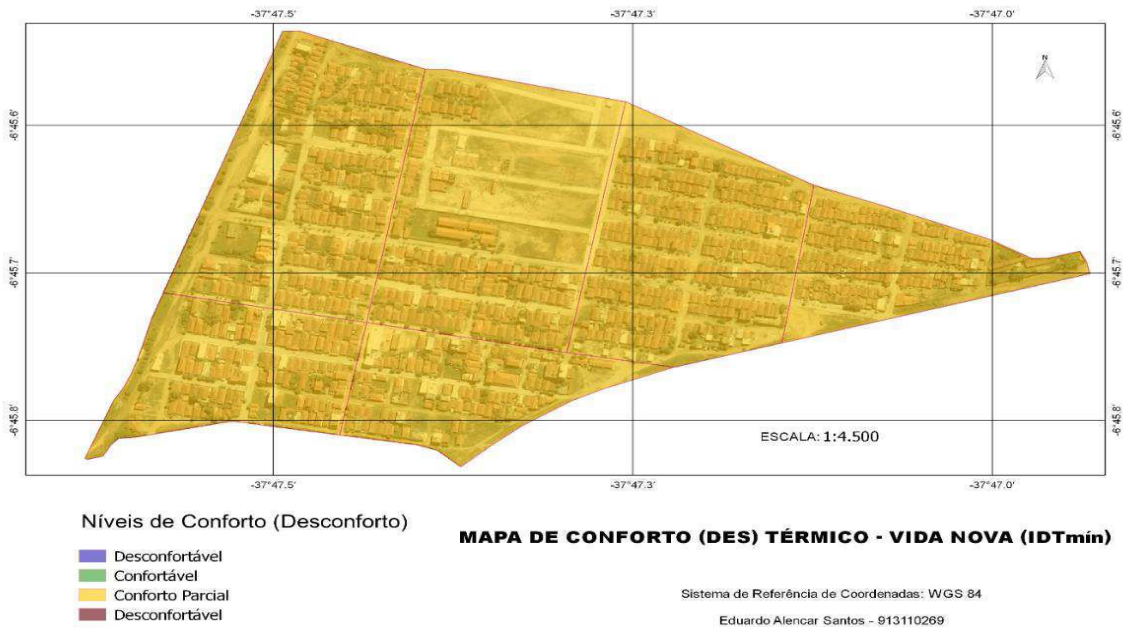 -37°47.5' -37°47.3' -37°47.0'
N
-6°45.6' -6°45.6'
-6°45.7' -6°45.7'
-6°45.8' -6°45.8'
ESCALA: 1:4.500
-37°47.5' -37°47.3' -37°47.0'
Níveis de Conforto (Desconforto)
Desconfortável
Confortável
Conforto Parcial
Desconfortável
MAPA DE CONFORTO (DES) TÉRMICO - VIDA NOVA (IDTmín)
Sistema de Referência de Coordenadas: WGS 84
Eduardo Alencar Santos - 913110269